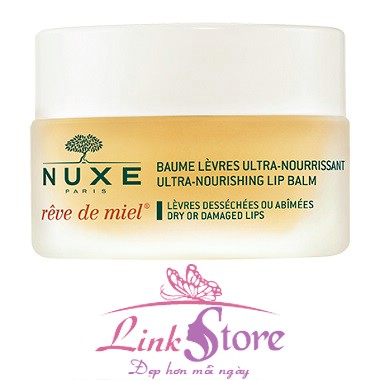 NUXE
PARIS
rêve de miel®
BAUME LÈVRES ULTRA-NOURRISSANT
ULTRA-NOURISHING LIP BALM
LÈVRES DESSÉCHÉES OU ABÎMÉES
DRY OR DAMAGED LIPS
Link Store
Đẹp hơn mỗi ngày